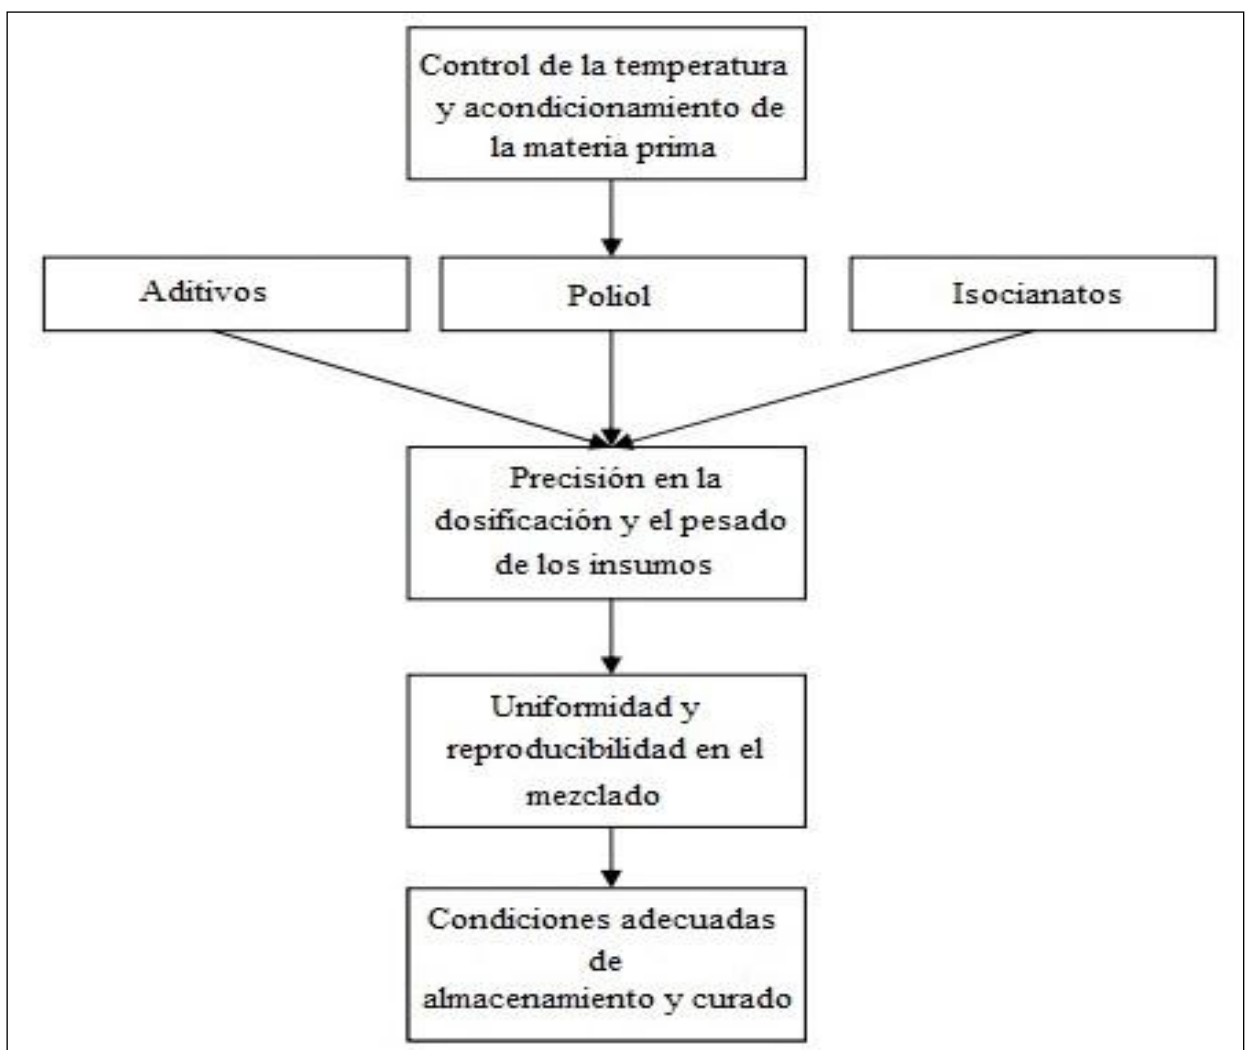 Control de la temperatura
y acondicionamiento de
la materia prima
Aditivos
Poliol
Isocianatos
Precisión en la
dosificación y el pesado
de los insumos
Uniformidad y
reproducibilidad en el
mezclado
Condiciones adecuadas
de
almacenamiento y curado